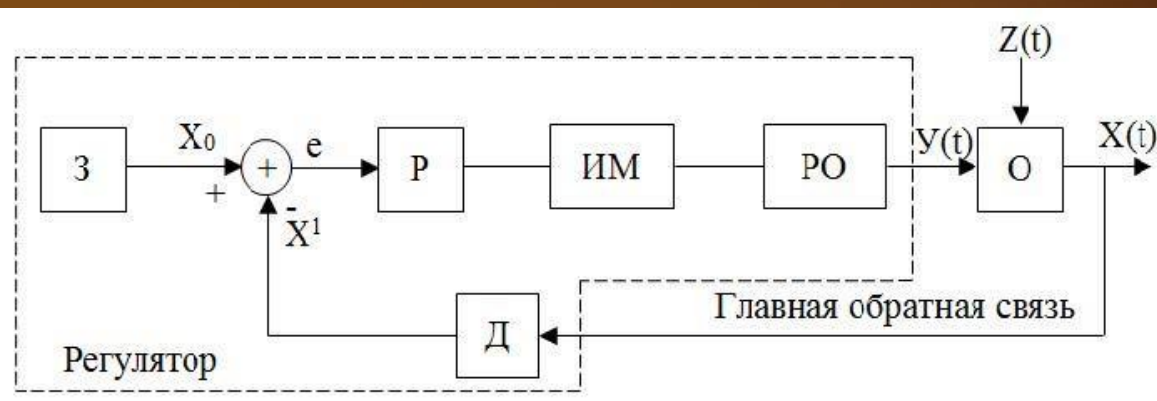 Z(t)
X₀
e
У(t)
X(t)
З
+
Р
ИМ
РО
О
+
-
X¹
Главная обратная связь
Д
Регулятор